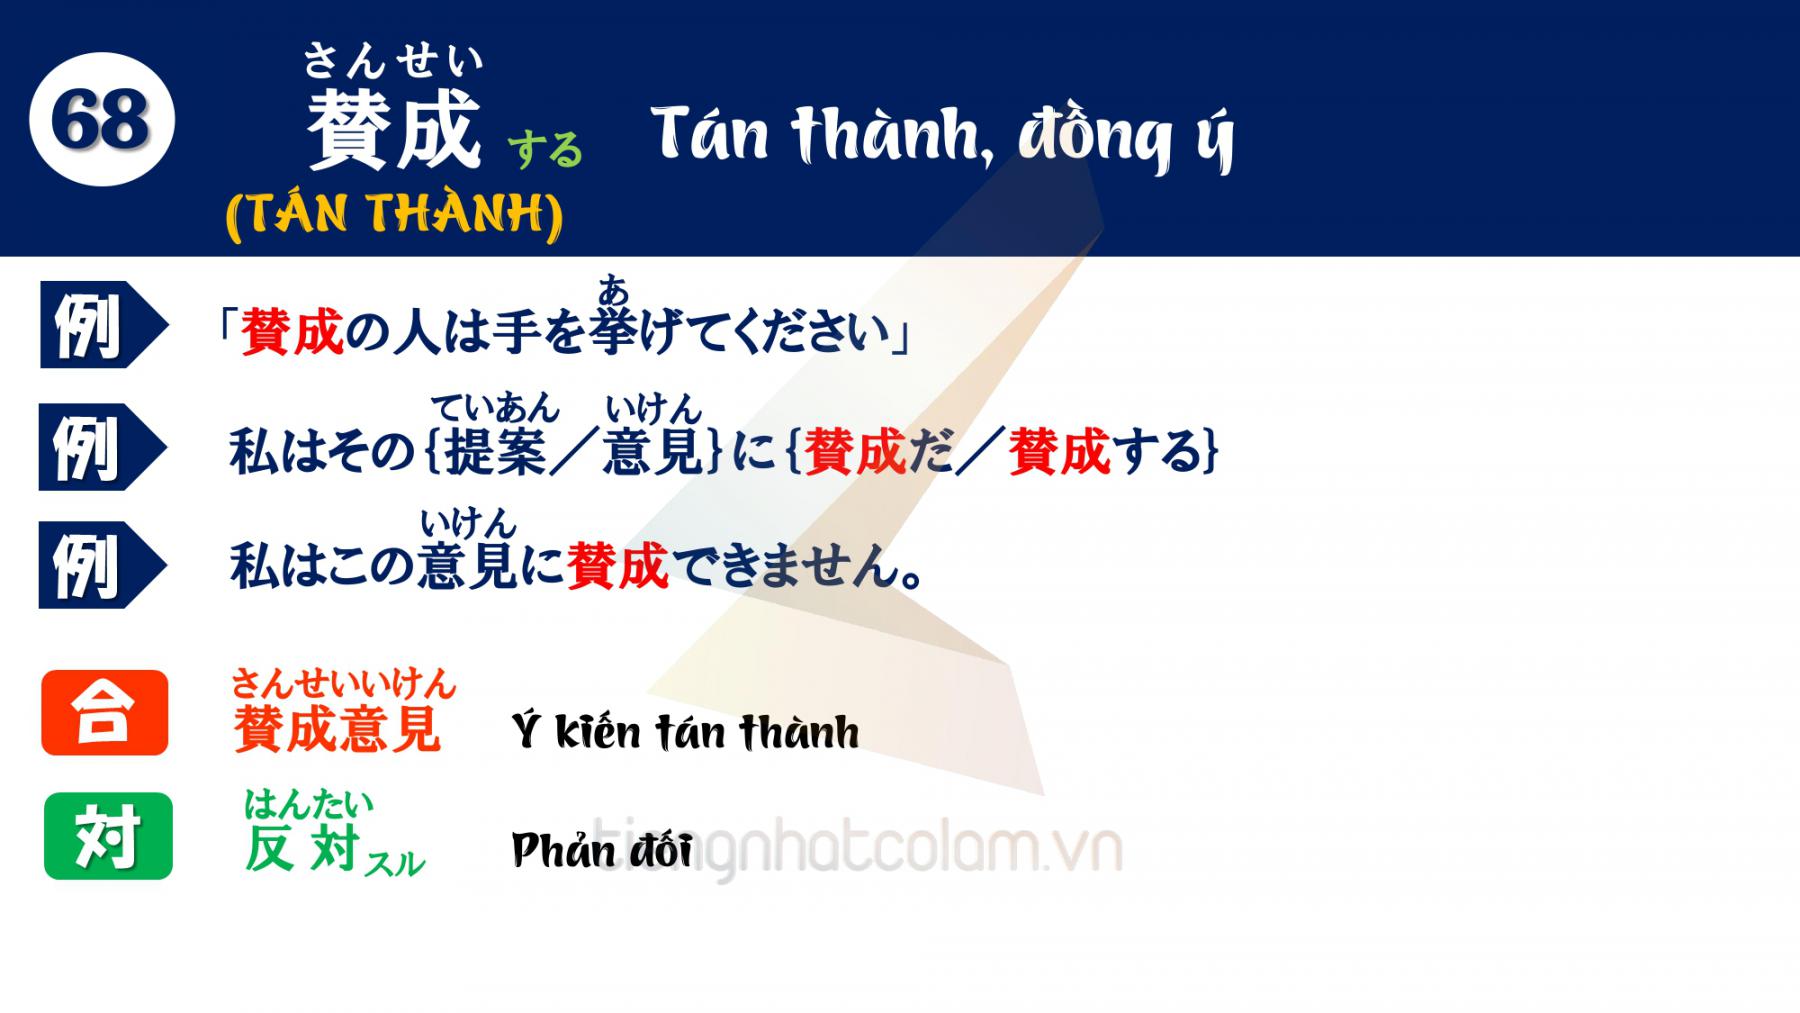 68
さんせい
賛成 する Tán thành, đồng ý
(TÁN THÀNH)
あ
例 「賛成の人は手を挙げてください」
ていあん いけん
例 私はその{提案／意見}に{賛成だ／賛成する}
いけん
例 私はこの意見に賛成できません。
さんせいいけん
合 賛成意見 Ý kiến tán thành
はんたい
対 反対スル Phản đối
tiengnhatcolam.vn